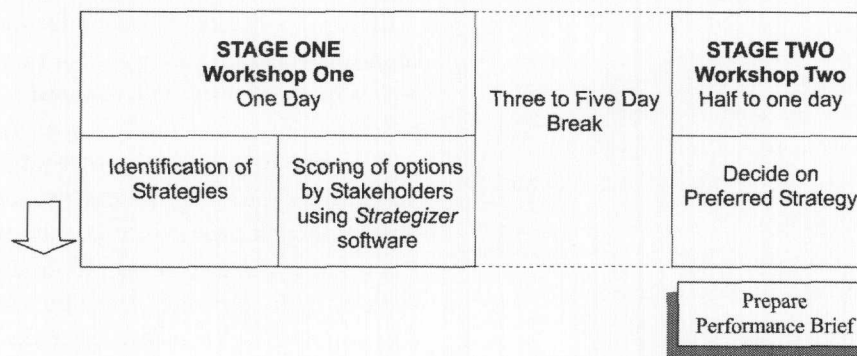 STAGE ONE
Workshop One
One Day
Three to Five Day
Break
STAGE TWO
Workshop Two
Half to one day
Identification of
Strategies
Scoring of options
by Stakeholders
using Strategizer
software
Decide on
Preferred Strategy
Prepare
Performance Brief